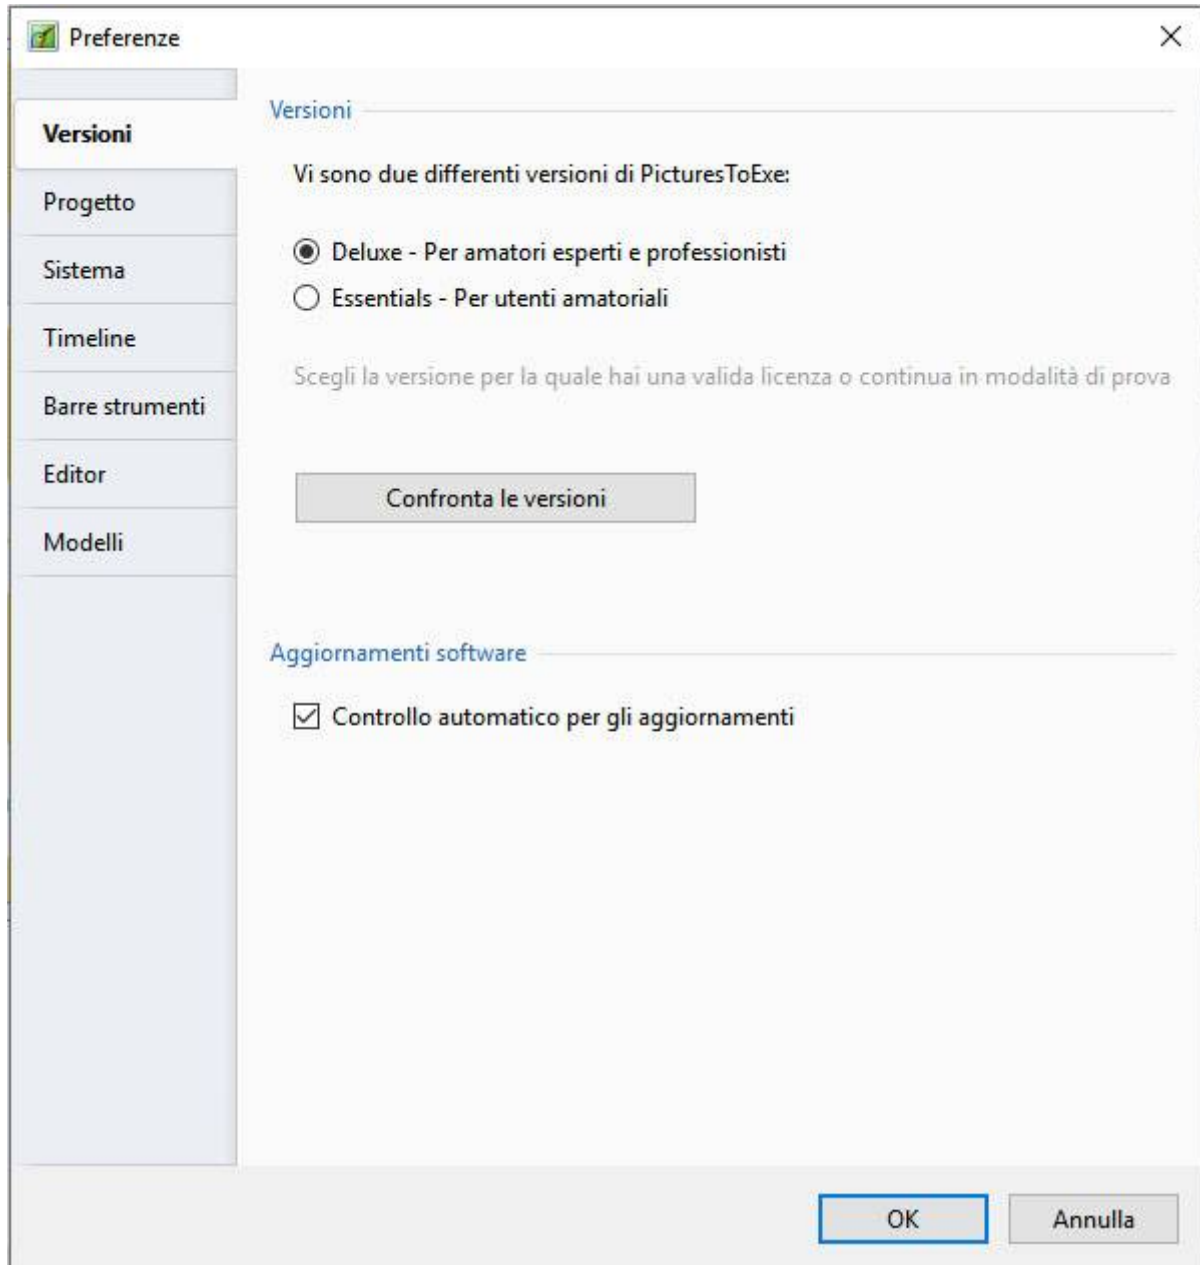 Preferenze
Versioni
Progetto
Sistema
Timeline
Barre strumenti
Editor
Modelli
Versioni
Vi sono due differenti versioni di PicturesToExe:
Deluxe - Per amatori esperti e professionisti
Essentials - Per utenti amatoriali
Scegli la versione per la quale hai una valida licenza o continua in modalità di prova
Confronta le versioni
Aggiornamenti software
Controllo automatico per gli aggiornamenti
OK
Annulla